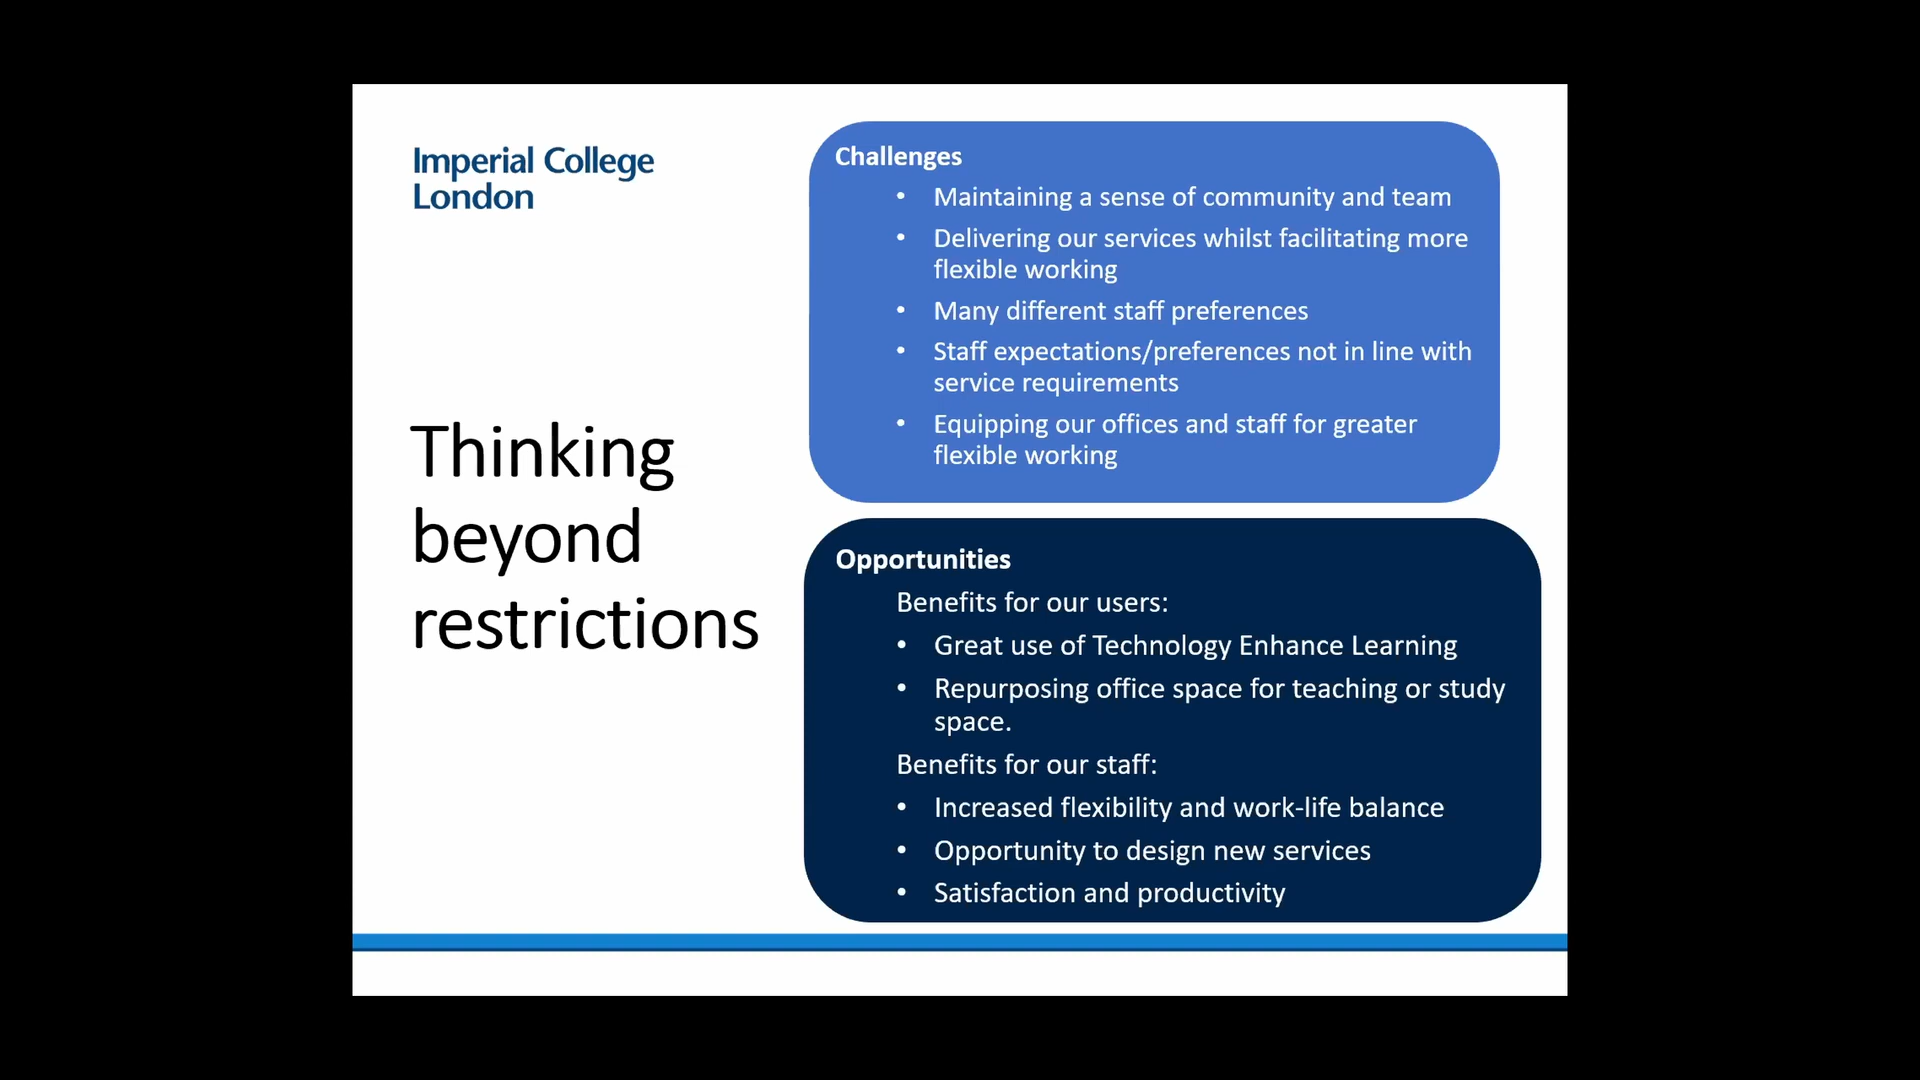 Imperial College
London
Thinking
beyond
restrictions
Challenges
• Maintaining a sense of community and team
• Delivering our services whilst facilitating more
flexible working
• Many different staff preferences
• Staff expectations/preferences not in line with
service requirements
• Equipping our offices and staff for greater
flexible working
Opportunities
Benefits for our users:
• Great use of Technology Enhance Learning
• Repurposing office space for teaching or study
space.
Benefits for our staff:
• Increased flexibility and work-life balance
• Opportunity to design new services
• Satisfaction and productivity